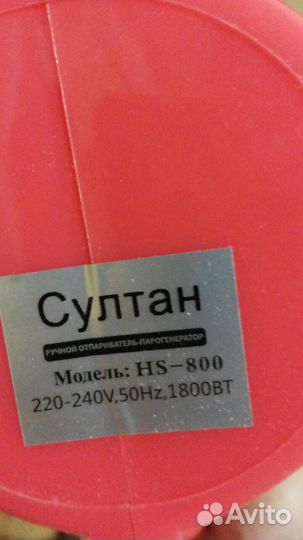 Султан
РУЧНОЙ ОТПАРИВАТЕЛЬ-ПАРОГЕНЕРАТОР
Модель: HS-800
220-240V,50Hz,1800ВТ
Avito